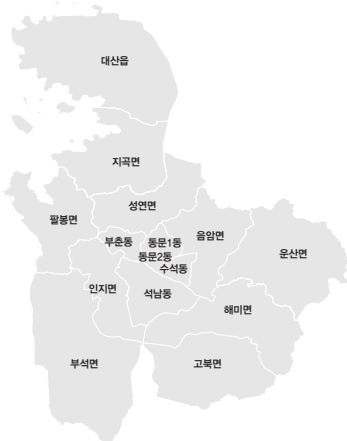 대산읍
지곡면
성연면
팔봉면
음암면
부춘동
동문1동
운산면
동문2동
수석동
인지면
석남동
해미면
부석면
고북면